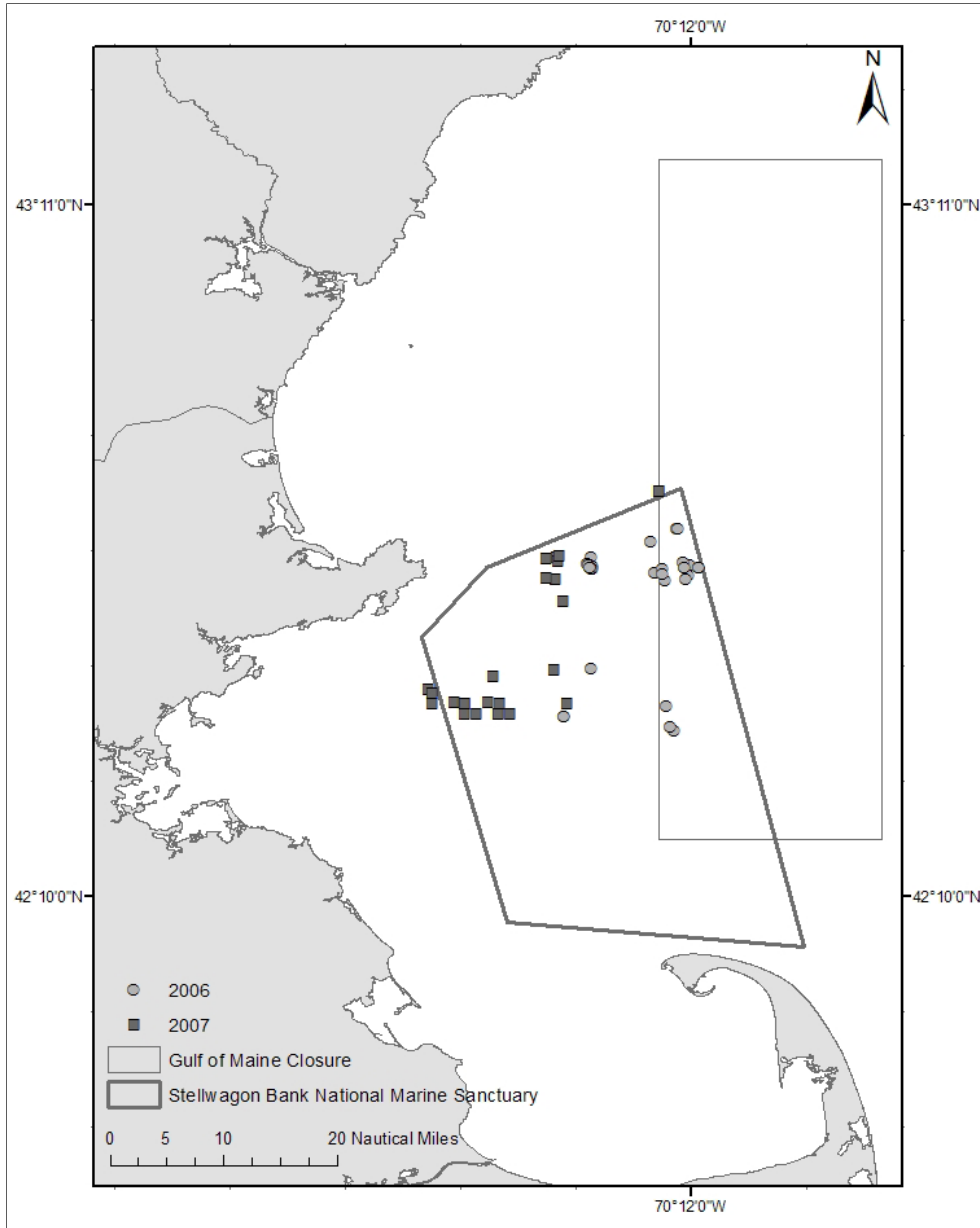 70°12'0"W
N
43°11'0"N
43°11'0"N
42°10'0"N
42°10'0"N
2006
2007
Gulf of Maine Closure
Stellwagon Bank National Marine Sanctuary
0 5 10 20 Nautical Miles
70°12'0"W